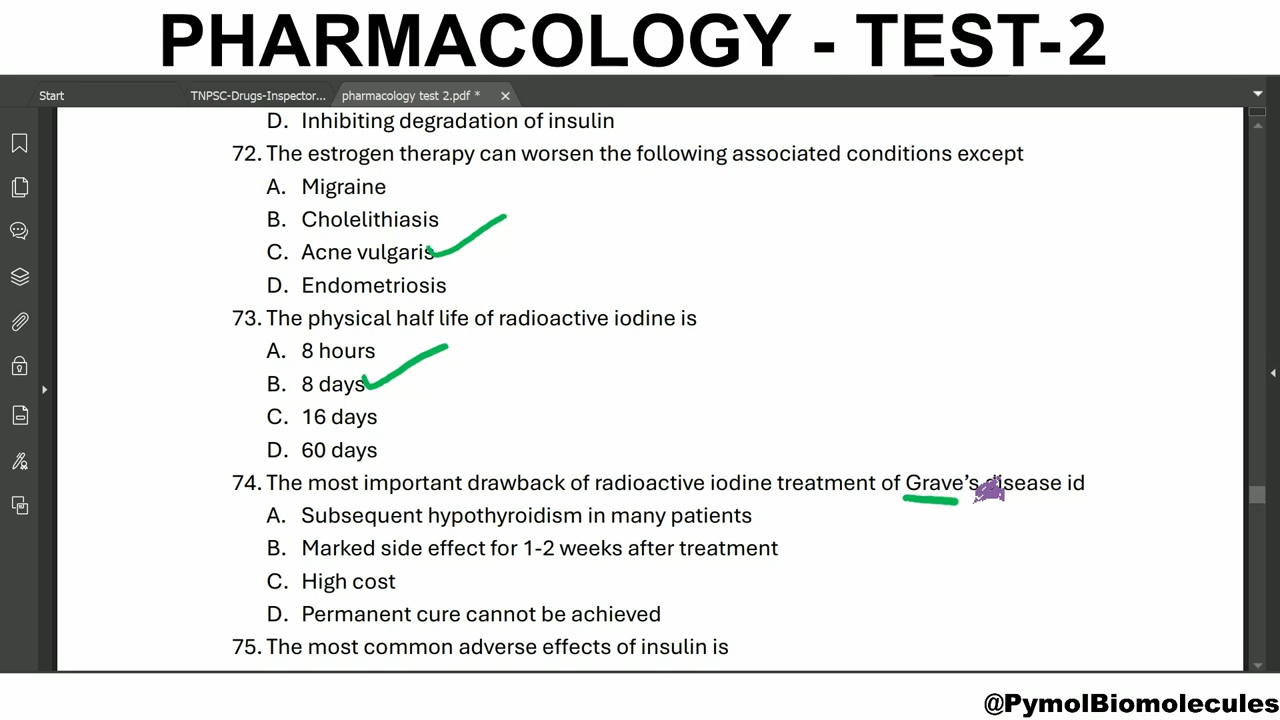 PHARMACOLOGY - TEST-2
Start
TNPSC-Drugs-Inspector...
pharmacology test 2.pdf *
D. Inhibiting degradation of insulin
72. The estrogen therapy can worsen the following associated conditions except
A. Migraine
B. Cholelithiasis
C. Acne vulgaris
D. Endometriosis
73. The physical half life of radioactive iodine is
A. 8 hours
B. 8 days
C. 16 days
D. 60 days
74. The most important drawback of radioactive iodine treatment of Grave's disease id
A. Subsequent hypothyroidism in many patients
B. Marked side effect for 1-2 weeks after treatment
C. High cost
D. Permanent cure cannot be achieved
75. The most common adverse effects of insulin is
@PymolBiomolecules